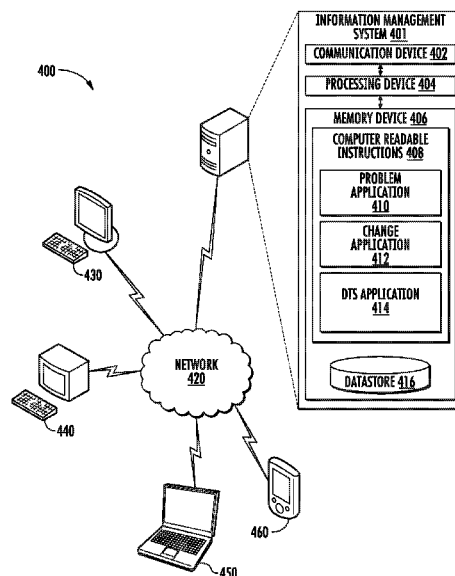 400
INFORMATION MANAGEMENT
SYSTEM 401
COMMUNICATION DEVICE 402
PROCESSING DEVICE 404
MEMORY DEVICE 406
COMPUTER READABLE
INSTRUCTIONS 408
PROBLEM
APPLICATION
410
CHANGE
APPLICATION
412
DTS APPLICATION
414
DATASTORE 416
430
NETWORK
420
440
460
450